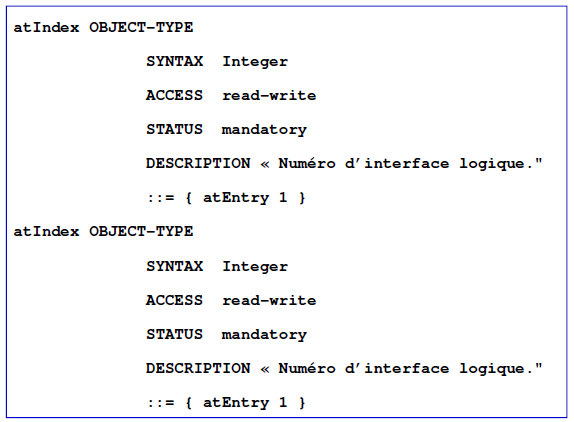 atIndex OBJECT-TYPE
SYNTAX Integer
ACCESS read-write
STATUS mandatory
DESCRIPTION « Numéro d’interface logique."
::= { atEntry 1 }
atIndex OBJECT-TYPE
SYNTAX Integer
ACCESS read-write
STATUS mandatory
DESCRIPTION « Numéro d’interface logique."
::= { atEntry 1 }